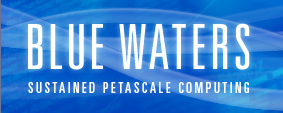 BLUE WATERS
SUSTAINED PETASCALE COMPUTING